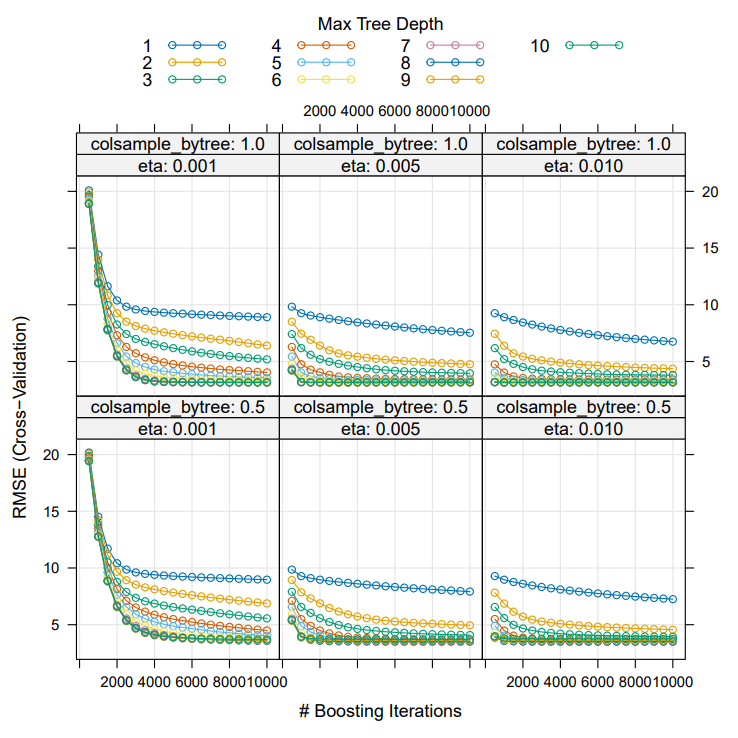 Max Tree Depth
1 4 7 10
2 5 8
3 6 9
2000 4000 6000 800010000
colsample_bytree: 1.0 colsample_bytree: 1.0 colsample_bytree: 1.0
eta: 0.001 eta: 0.005 eta: 0.010
20
15
10
5
colsample_bytree: 0.5 colsample_bytree: 0.5 colsample_bytree: 0.5
eta: 0.001 eta: 0.005 eta: 0.010
20
15
10
5
RMSE (Cross−Validation)
2000 4000 6000 800010000 2000 4000 6000 800010000
# Boosting Iterations